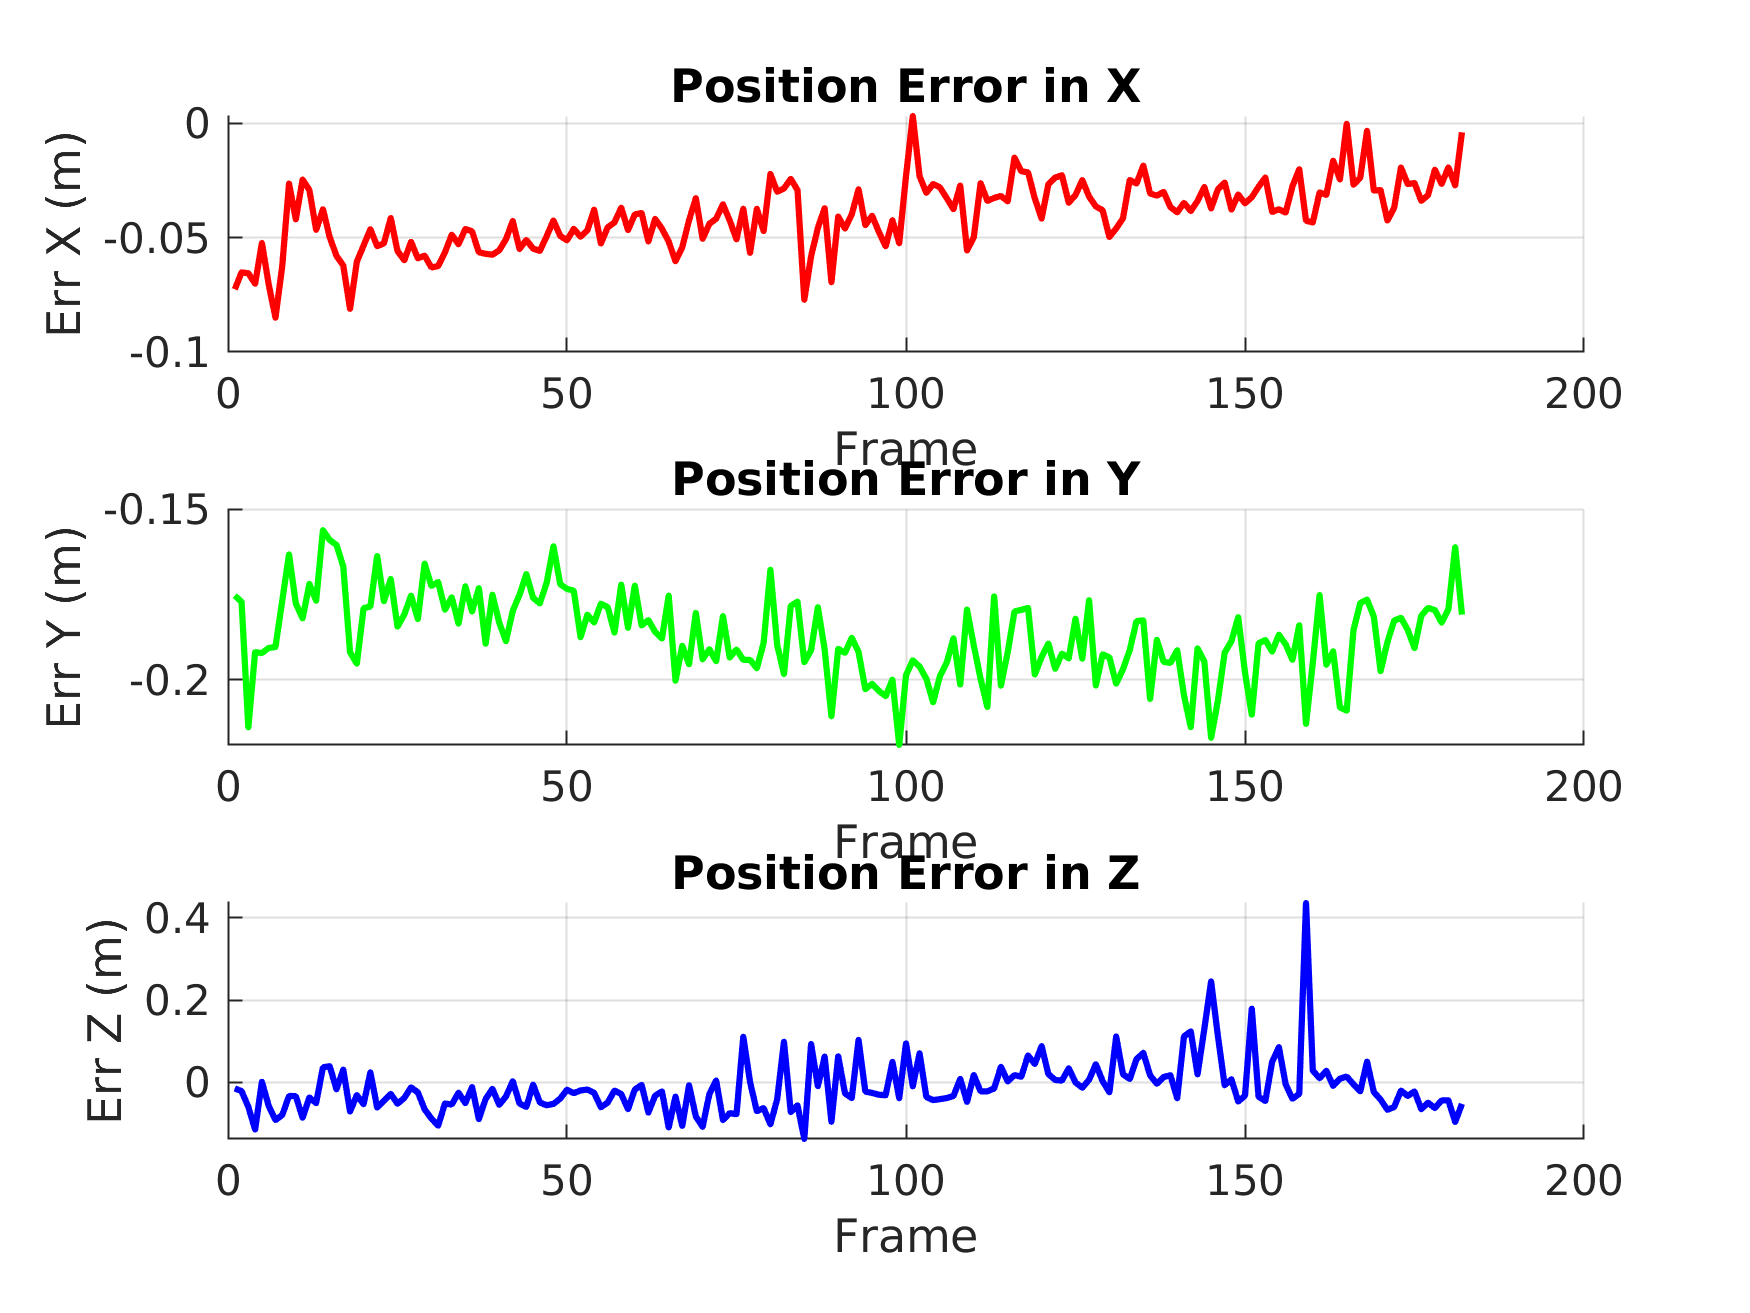 Position Error in X
Err X (m)
0
-0.05
-0.1
0 50 100 150 200
Frame
Position Error in Y
Err Y (m)
-0.15
-0.2
0 50 100 150 200
Frame
Position Error in Z
Err Z (m)
0.4
0.2
0
0 50 100 150 200
Frame